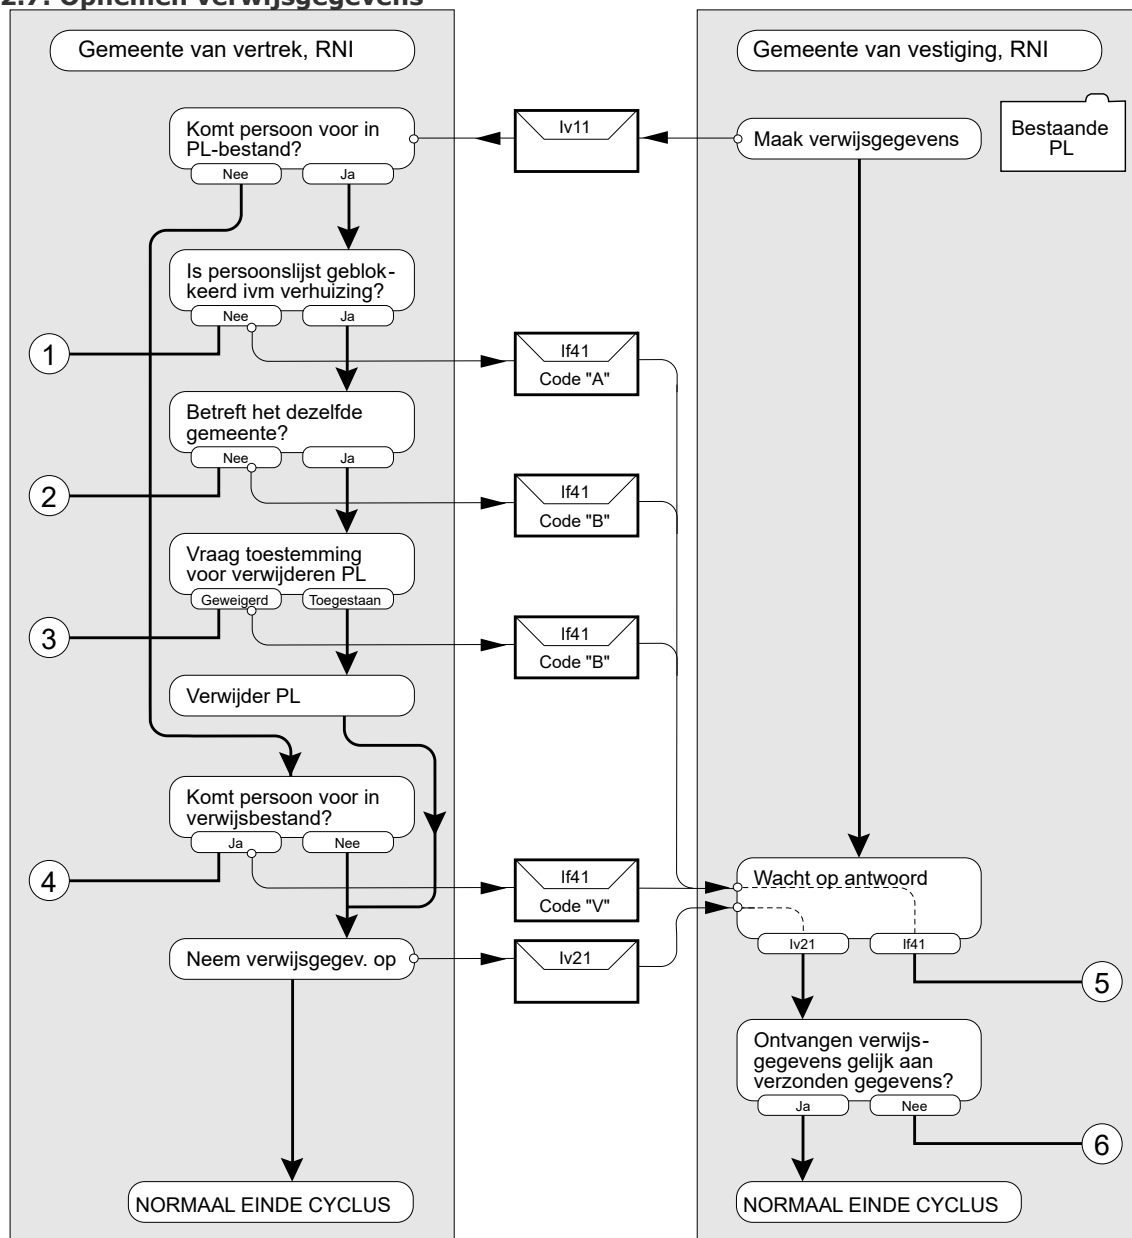 2.7. Opnemen verwijsgegevens
Gemeente van vertrek, RNI
Gemeente van vestiging, RNI
Komt persoon voor in
PL-bestand?
Nee
Ja
Iv11
Maak verwijsgegevens
Bestaande
PL
Is persoonslijst geblok-
keerd ivm verhuizing?
Nee
Ja
1
If41
Code "A"
Betreft het dezelfde
gemeente?
Nee
Ja
2
If41
Code "B"
Vraag toestemming
voor verwijderen PL
Geweigerd
Toegestaan
3
If41
Code "B"
Verwijder PL
Komt persoon voor in
verwijsbestand?
Ja
Nee
4
If41
Code "V"
Wacht op antwoord
Iv21
If41
Neem verwijsgegev. op
Iv21
5
Ontvangen verwijs-
gegevens gelijk aan
verzonden gegevens?
Ja
Nee
6
NORMAAL EINDE CYCLUS
NORMAAL EINDE CYCLUS